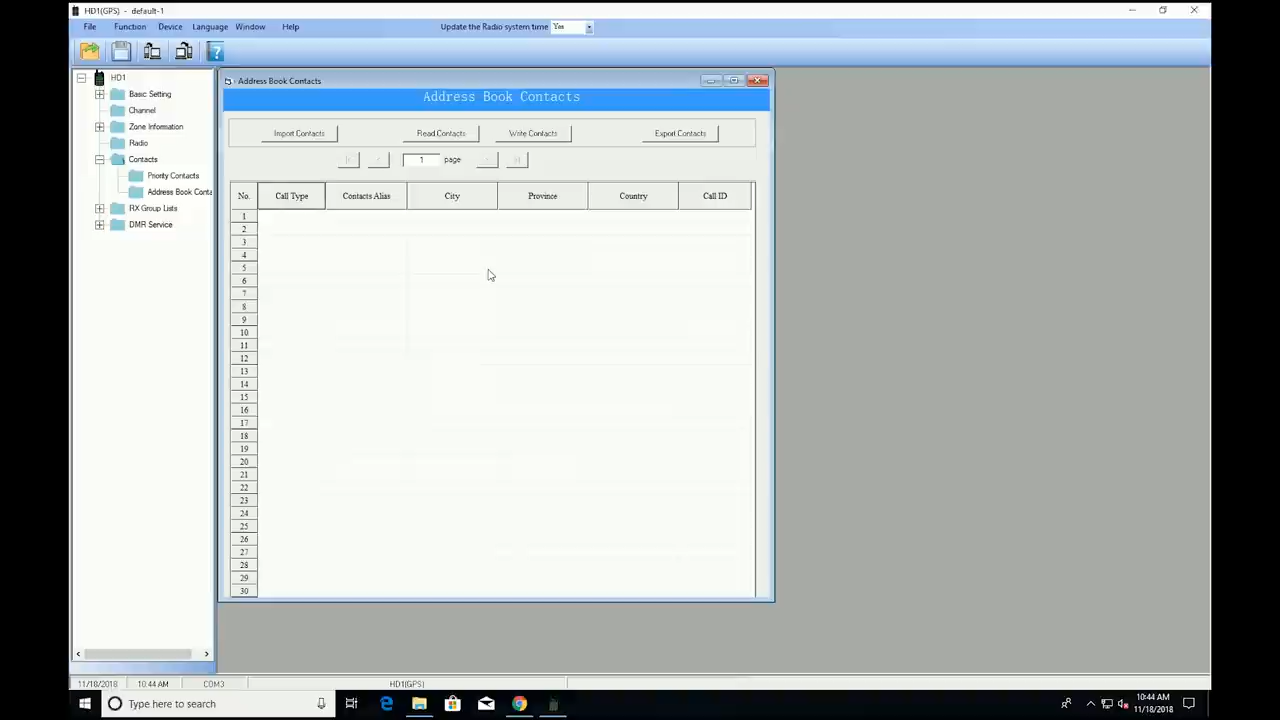 HD1(GPS) - default-1
File Function Device Language Window Help Update the Radio system time Yes
HD1
Basic Setting
Channel
Zone Information
Radio
Contacts
Priority Contacts
Address Book Conta
RX Group Lists
DMR Service
Address Book Contacts
Address Book Contacts
Import Contacts Read Contacts Write Contacts Export Contacts
1 page
No. Call Type Contacts Alias City Province Country Call ID
1
2
3
4
5
6
7
8
9
10
11
12
13
14
15
16
17
18
19
20
21
22
23
24
25
26
27
28
29
30
11/18/2018 10:44 AM COM3 HD1(GPS)
Type here to search
10:44 AM
11/18/2018